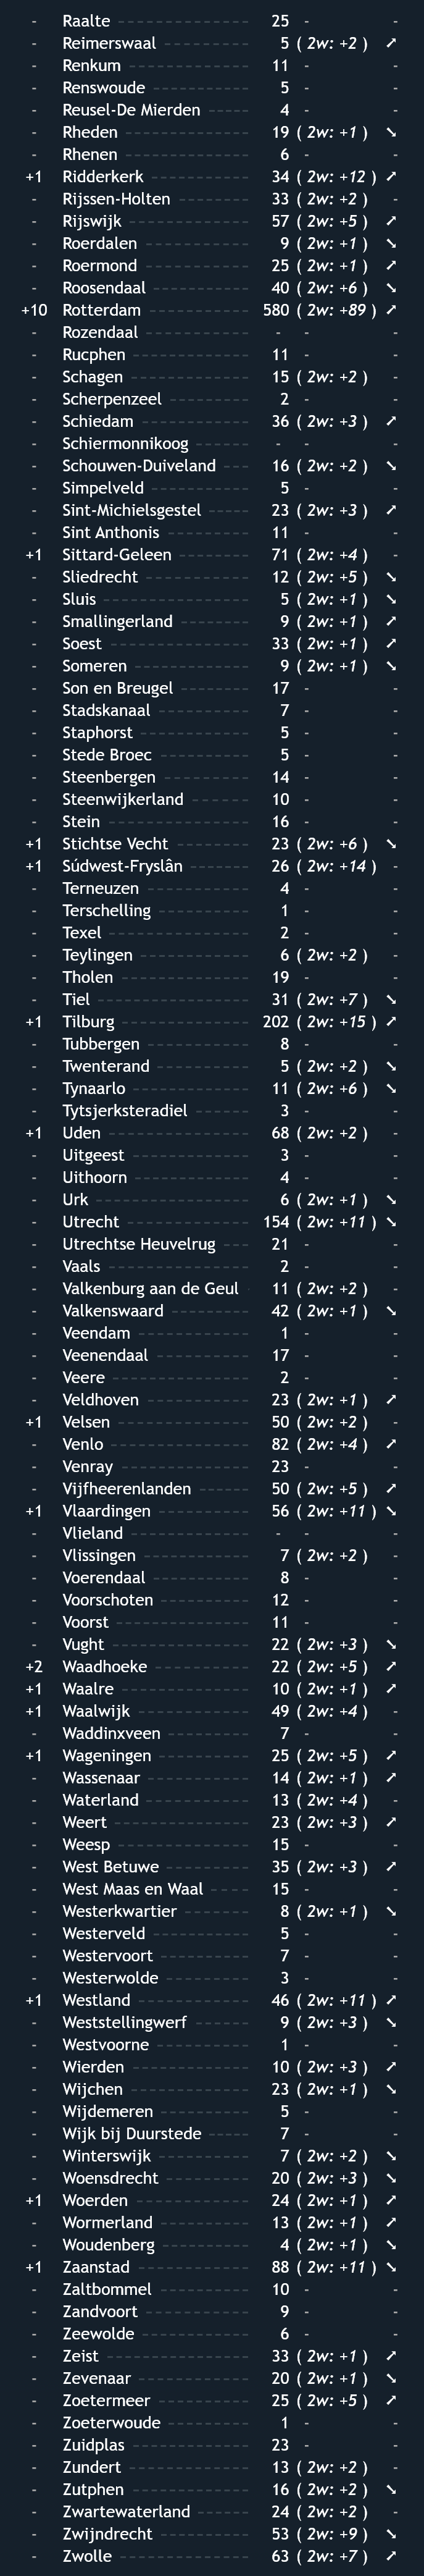 - Raalte 25 - -
- Reimerswaal 5 ( 2w: +2 ) ↗
- Renkum 11 - -
- Renswoude 5 - -
- Reusel-De Mierden 4 - -
- Rheden 19 ( 2w: +1 ) ↘
- Rhenen 6 - -
+1 Ridderkerk 34 ( 2w: +12 ) ↗
- Rijssen-Holten 33 ( 2w: +2 ) -
- Rijswijk 57 ( 2w: +5 ) ↗
- Roerdalen 9 ( 2w: +1 ) ↘
- Roermond 25 ( 2w: +1 ) ↗
- Roosendaal 40 ( 2w: +6 ) ↘
+10 Rotterdam 580 ( 2w: +89 ) ↗
- Rozendaal - - -
- Rucphen 11 - -
- Schagen 15 ( 2w: +2 ) -
- Scherpenzeel 2 - -
- Schiedam 36 ( 2w: +3 ) ↗
- Schiermonnikoog - - -
- Schouwen-Duiveland 16 ( 2w: +2 ) ↘
- Simpelveld 5 - -
- Sint-Michielsgestel 23 ( 2w: +3 ) ↗
- Sint Anthonis 11 - -
+1 Sittard-Geleen 71 ( 2w: +4 ) -
- Sliedrecht 12 ( 2w: +5 ) ↘
- Sluis 5 ( 2w: +1 ) ↘
- Smallingerland 9 ( 2w: +1 ) ↗
- Soest 33 ( 2w: +1 ) ↗
- Someren 9 ( 2w: +1 ) ↘
- Son en Breugel 17 - -
- Stadskanaal 7 - -
- Staphorst 5 - -
- Stede Broec 5 - -
- Steenbergen 14 - -
- Steenwijkerland 10 - -
- Stein 16 - -
+1 Stichtse Vecht 23 ( 2w: +6 ) ↘
+1 Súdwest-Fryslân 26 ( 2w: +14 ) -
- Terneuzen 4 - -
- Terschelling 1 - -
- Texel 2 - -
- Teylingen 6 ( 2w: +2 ) -
- Tholen 19 - -
- Tiel 31 ( 2w: +7 ) ↘
+1 Tilburg 202 ( 2w: +15 ) ↗
- Tubbergen 8 - -
- Twenterand 5 ( 2w: +2 ) ↘
- Tynaarlo 11 ( 2w: +6 ) ↘
- Tytsjerksteradiel 3 - -
+1 Uden 68 ( 2w: +2 ) -
- Uitgeest 3 - -
- Uithoorn 4 - -
- Urk 6 ( 2w: +1 ) ↘
- Utrecht 154 ( 2w: +11 ) ↘
- Utrechtse Heuvelrug 21 - -
- Vaals 2 - -
- Valkenburg aan de Geul 11 ( 2w: +2 ) -
- Valkenswaard 42 ( 2w: +1 ) ↘
- Veendam 1 - -
- Veenendaal 17 - -
- Veere 2 - -
- Veldhoven 23 ( 2w: +1 ) ↗
+1 Velsen 50 ( 2w: +2 ) -
- Venlo 82 ( 2w: +4 ) ↗
- Venray 23 - -
- Vijfheerenlanden 50 ( 2w: +5 ) ↗
+1 Vlaardingen 56 ( 2w: +11 ) ↘
- Vlieland - - -
- Vlissingen 7 ( 2w: +2 ) -
- Voerendaal 8 - -
- Voorschoten 12 - -
- Voorst 11 - -
- Vught 22 ( 2w: +3 ) ↘
+2 Waadhoeke 22 ( 2w: +5 ) ↗
+1 Waalre 10 ( 2w: +1 ) ↗
+1 Waalwijk 49 ( 2w: +4 ) -
- Waddinxveen 7 - -
+1 Wageningen 25 ( 2w: +5 ) ↗
- Wassenaar 14 ( 2w: +1 ) ↗
- Waterland 13 ( 2w: +4 ) -
- Weert 23 ( 2w: +3 ) ↗
- Weesp 15 - -
- West Betuwe 35 ( 2w: +3 ) ↗
- West Maas en Waal 15 - -
- Westerkwartier 8 ( 2w: +1 ) ↘
- Westerveld 5 - -
- Westervoort 7 - -
- Westerwolde 3 - -
+1 Westland 46 ( 2w: +11 ) ↗
- Weststellingwerf 9 ( 2w: +3 ) ↘
- Westvoorne 1 - -
- Wierden 10 ( 2w: +3 ) ↗
- Wijchen 23 ( 2w: +1 ) ↘
- Wijdemeren 5 - -
- Wijk bij Duurstede 7 - -
- Winterswijk 7 ( 2w: +2 ) ↘
- Woensdrecht 20 ( 2w: +3 ) ↘
+1 Woerden 24 ( 2w: +1 ) ↗
- Wormerland 13 ( 2w: +1 ) ↗
- Woudenberg 4 ( 2w: +1 ) ↘
+1 Zaanstad 88 ( 2w: +11 ) ↘
- Zaltbommel 10 - -
- Zandvoort 9 - -
- Zeewolde 6 - -
- Zeist 33 ( 2w: +1 ) ↗
- Zevenaar 20 ( 2w: +1 ) ↘
- Zoetermeer 25 ( 2w: +5 ) ↗
- Zoeterwoude 1 - -
- Zuidplas 23 - -
- Zundert 13 ( 2w: +2 ) -
- Zutphen 16 ( 2w: +2 ) ↘
- Zwartewaterland 24 ( 2w: +2 ) -
- Zwijndrecht 53 ( 2w: +9 ) ↘
- Zwolle 63 ( 2w: +7 ) ↗